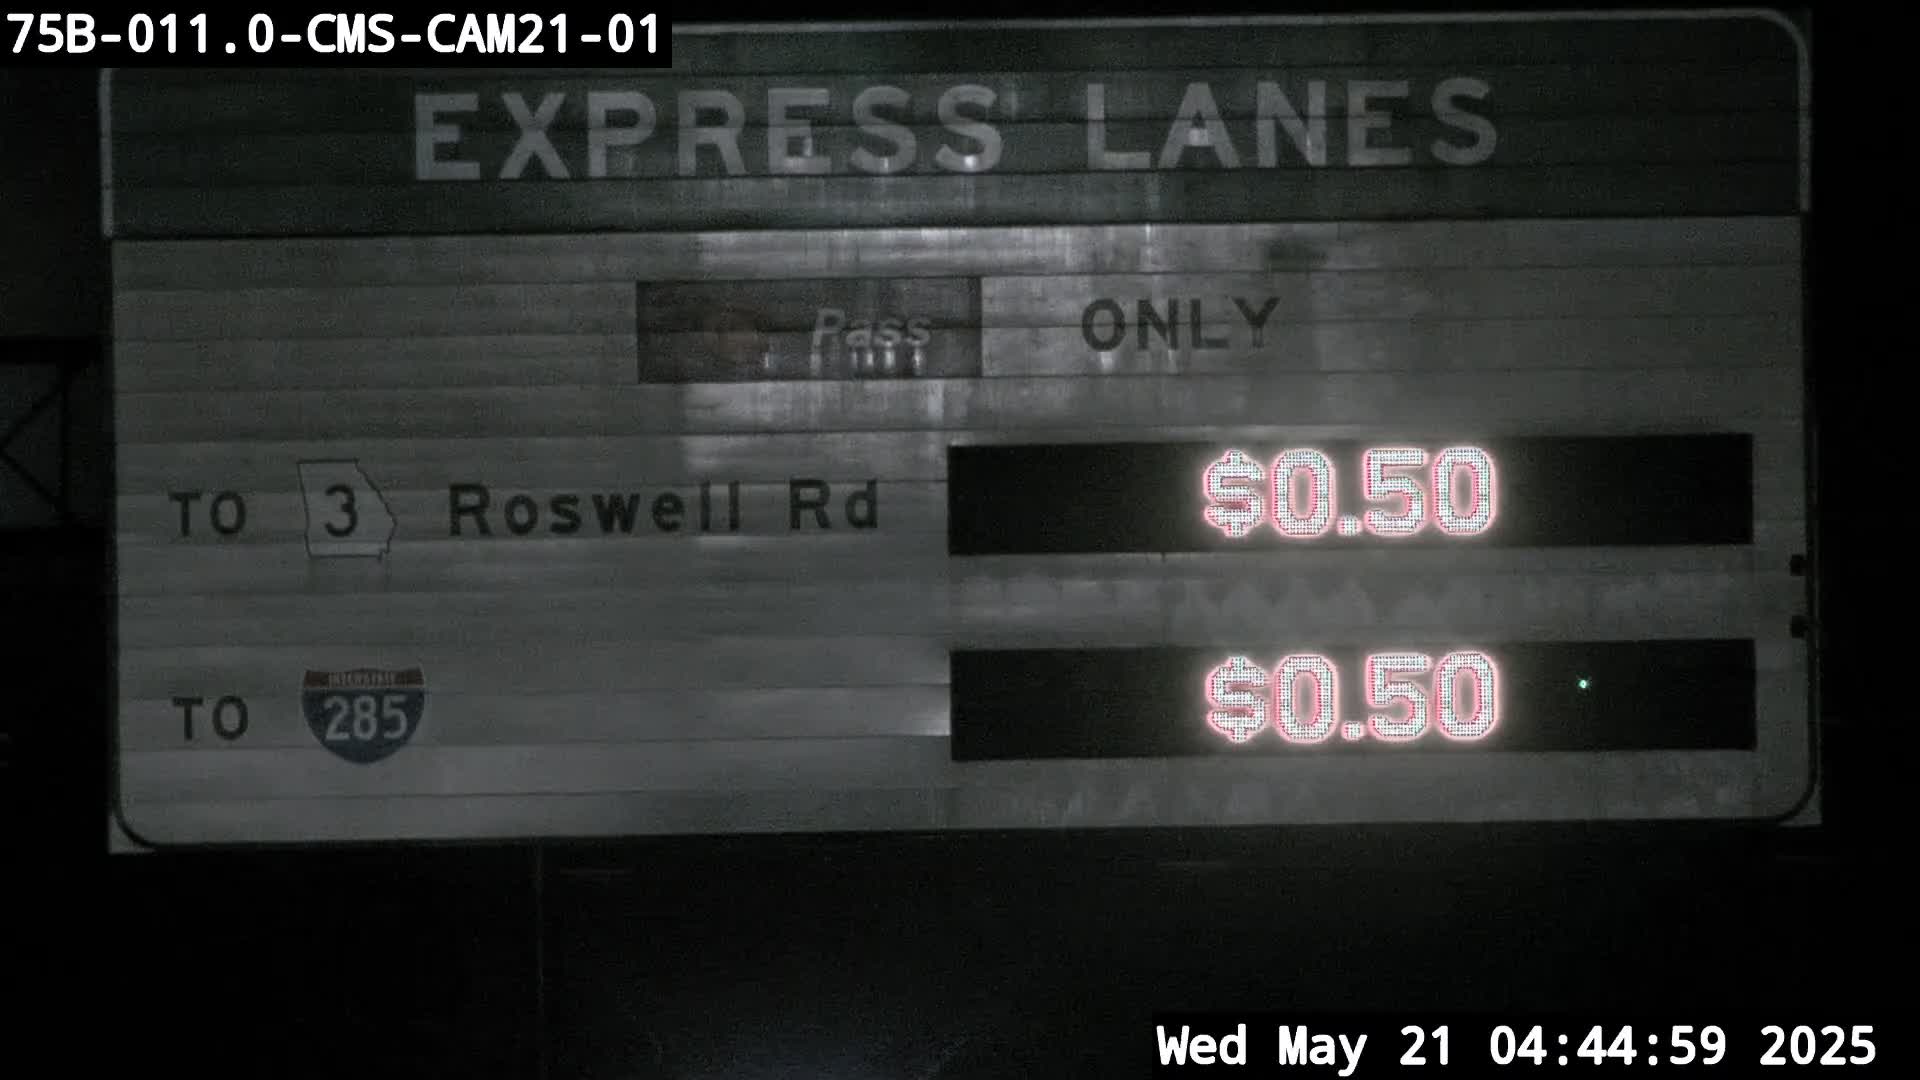 75B-011.0-CMS-CAM21-01
EXPRESS LANES
Pass ONLY
TO 3 Roswell Rd $0.50
TO INTERSTATE 285 $0.50
Wed May 21 04:44:59 2025